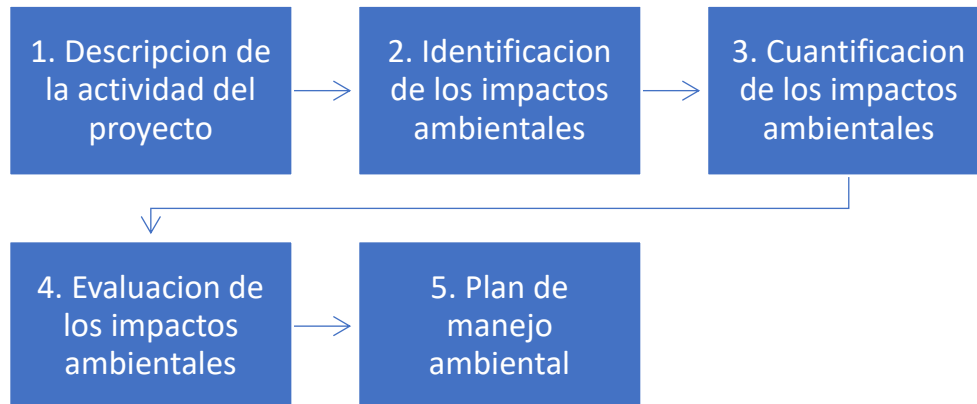 1. Descripcion de
la actividad del
proyecto
2. Identificacion
de los impactos
ambientales
3. Cuantificacion
de los impactos
ambientales
4. Evaluacion de
los impactos
ambientales
5. Plan de
manejo
ambiental